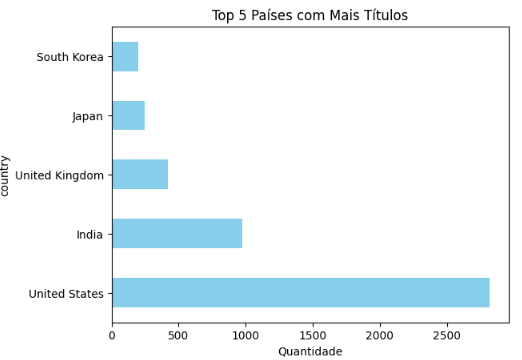 Top 5 Países com Mais Títulos
South Korea
Japan
United Kingdom
India
United States
country
0 500 1000 1500 2000 2500
Quantidade